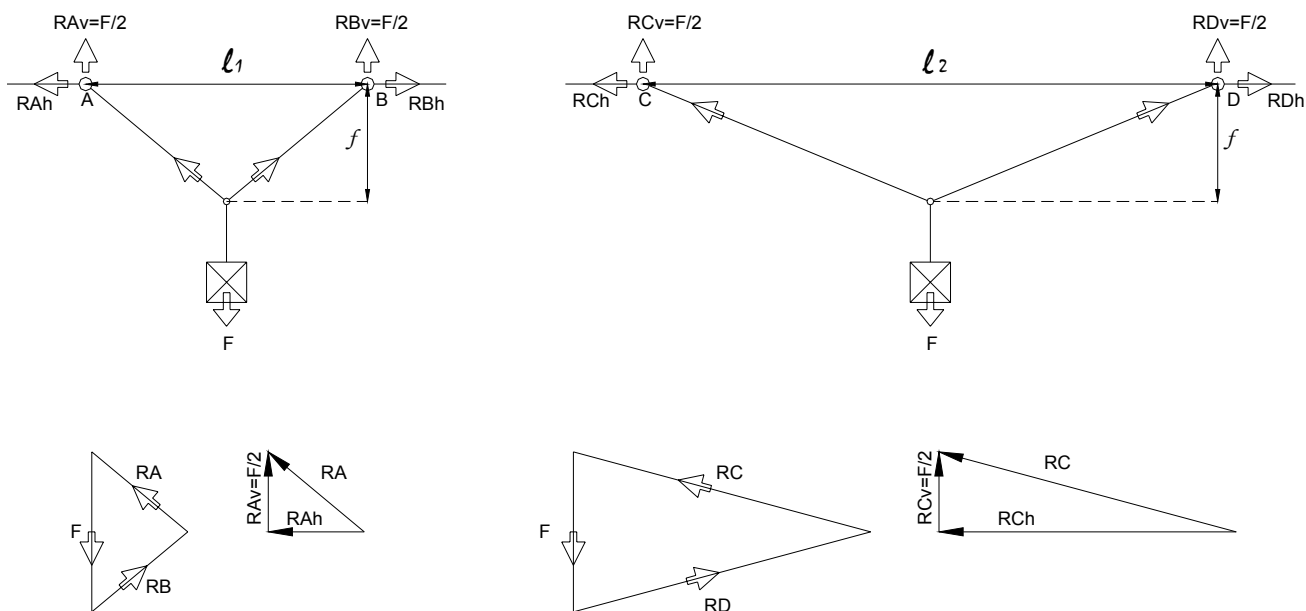 RAv=F/2
RBv=F/2
RCv=F/2
RDv=F/2
ℓ1
ℓ2
RAh
A
B
RBh
RCh
C
D
RDh
f
f
F
F
RA
F
RB
RAv=F/2
RA
RAh
RC
F
RD
RCv=F/2
RC
RCh